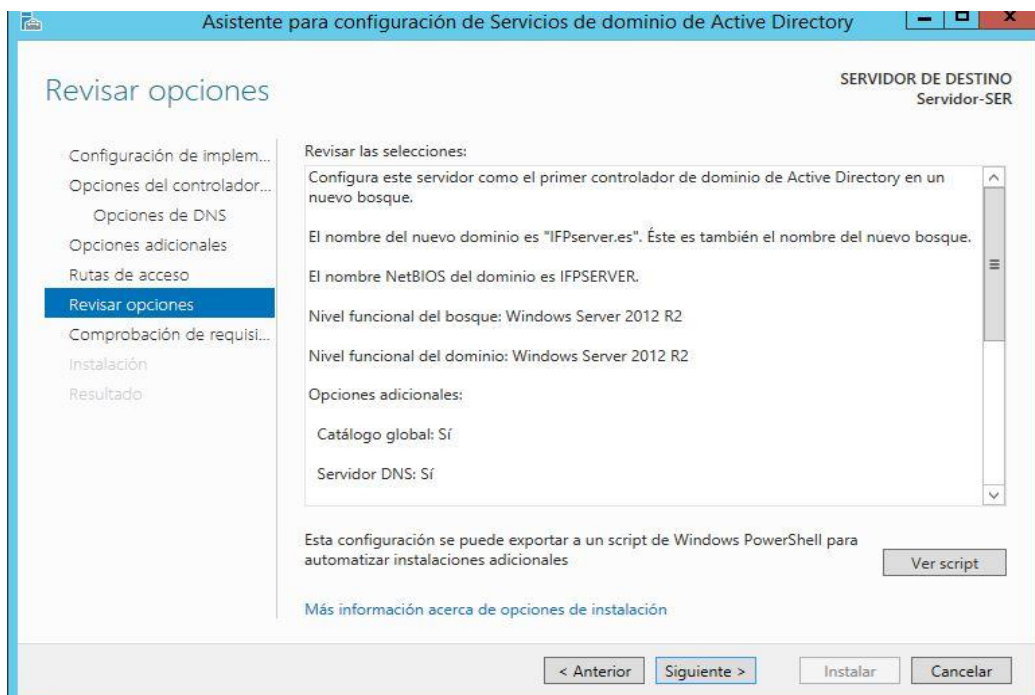 Asistente para configuración de Servicios de dominio de Active Directory
Revisar opciones
SERVIDOR DE DESTINO
Servidor-SER
Configuración de implem...
Opciones del controlador...
Opciones de DNS
Opciones adicionales
Rutas de acceso
Revisar opciones
Comprobación de requisi...
Instalación
Resultado
Revisar las selecciones:
Configura este servidor como el primer controlador de dominio de Active Directory en un
nuevo bosque.
El nombre del nuevo dominio es "IFPserver.es". Éste es también el nombre del nuevo bosque.
El nombre NetBIOS del dominio es IFPSERVER.
Nivel funcional del bosque: Windows Server 2012 R2
Nivel funcional del dominio: Windows Server 2012 R2
Opciones adicionales:
Catálogo global: Sí
Servidor DNS: Sí
Esta configuración se puede exportar a un script de Windows PowerShell para
automatizar instalaciones adicionales
Ver script
Más información acerca de opciones de instalación
< Anterior
Siguiente >
Instalar
Cancelar